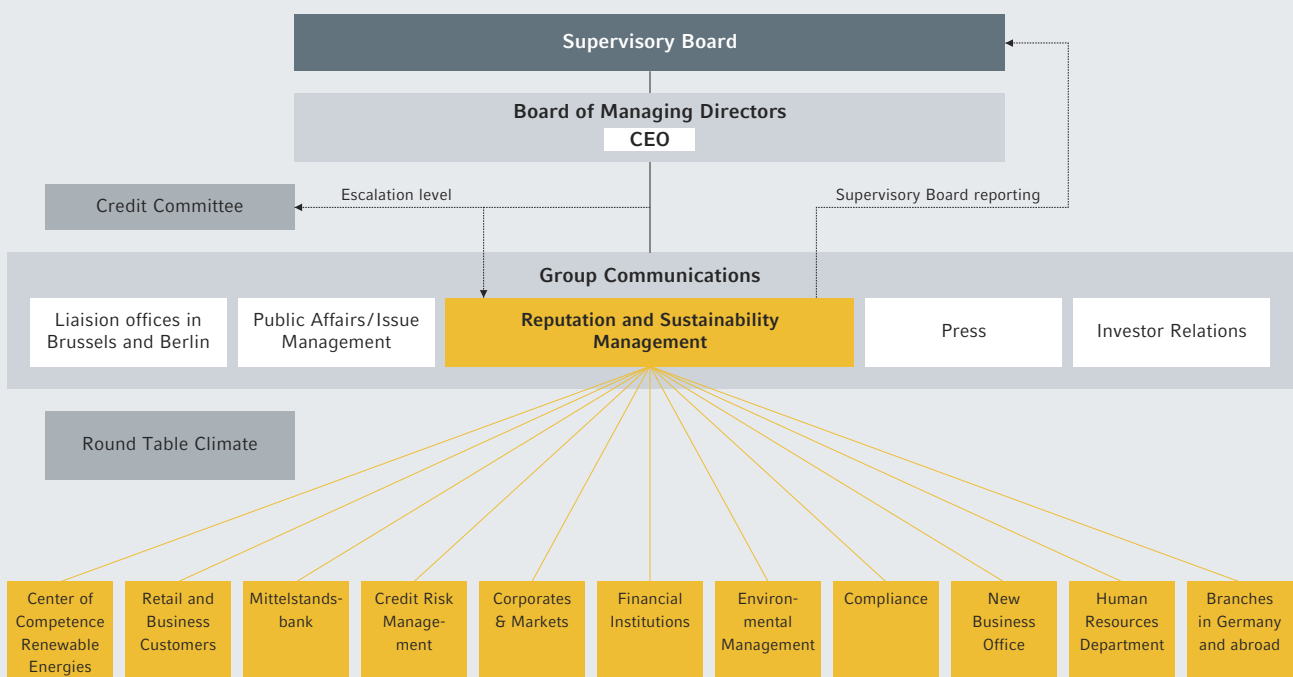 Supervisory Board
Board of Managing Directors
CEO
Credit Committee
Escalation level
Supervisory Board reporting
Group Communications
Liaision offices in
Brussels and Berlin
Public Affairs/Issue
Management
Reputation and Sustainability
Management
Press
Investor Relations
Round Table Climate
Center of
Competence
Renewable
Energies
Retail and
Business
Customers
Mittelstands-
bank
Credit Risk
Manage-
ment
Corporates
& Markets
Financial
Institutions
Environ-
mental
Management
Compliance
New
Business
Office
Human
Resources
Department
Branches
in Germany
and abroad